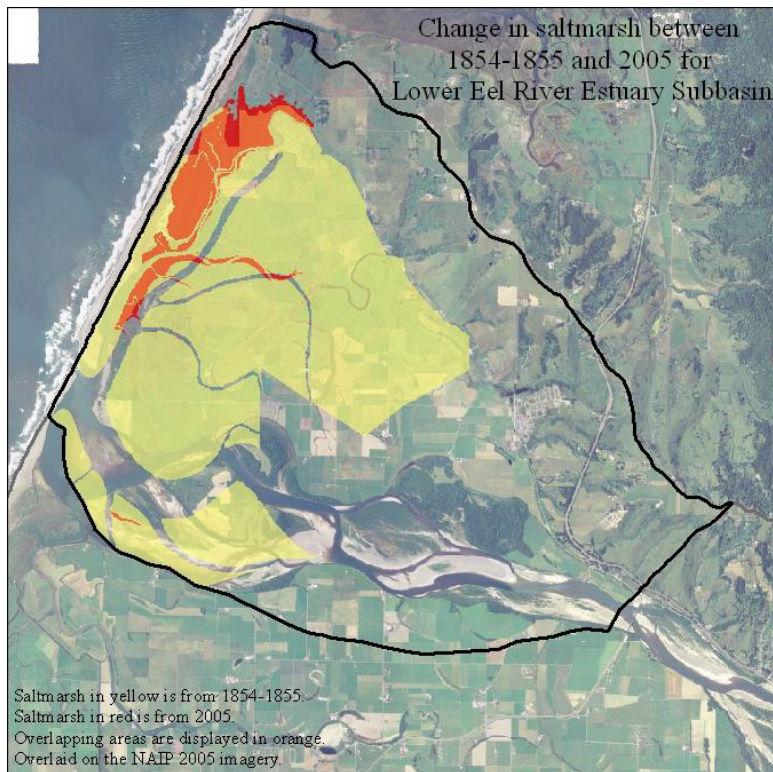 Change in saltmarsh between
1854-1855 and 2005 for
Lower Eel River Estuary Subbasin
Saltmarsh in yellow is from 1854-1855.
Saltmarsh in red is from 2005.
Overlapping areas are displayed in orange.
Overlaid on the NAIP 2005 imagery.